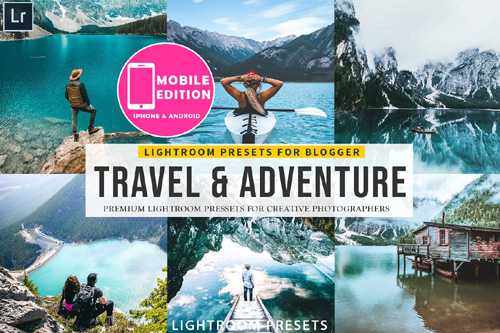 Lr
MOBILE
EDITION
IPHONE & ANDROID
LIGHTROOM PRESETS FOR BLOGGER
TRAVEL & ADVENTURE
PREMIUM LIGHTROOM PRESSETS FOR CREATIVE PHOTOGRAPHERS
LIGHTROOM PRESETS